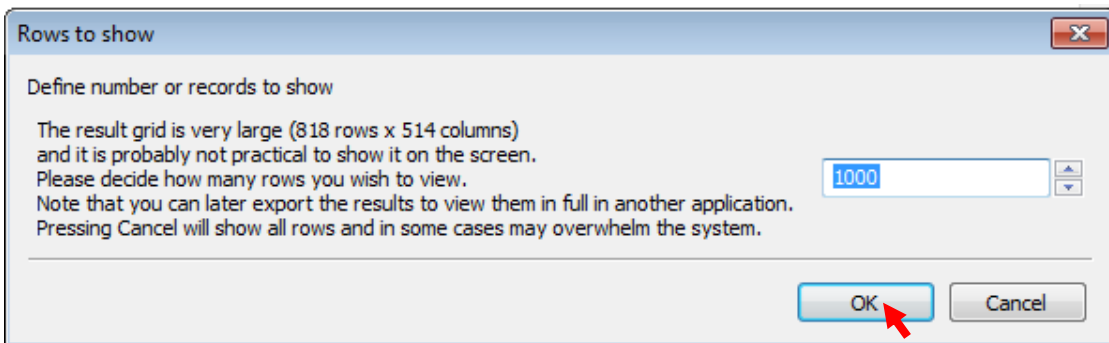 Rows to show
Define number or records to show
The result grid is very large (818 rows x 514 columns)
and it is probably not practical to show it on the screen.
Please decide how many rows you wish to view.
Note that you can later export the results to view them in full in another application.
Pressing Cancel will show all rows and in some cases may overwhelm the system.
1000
OK
Cancel